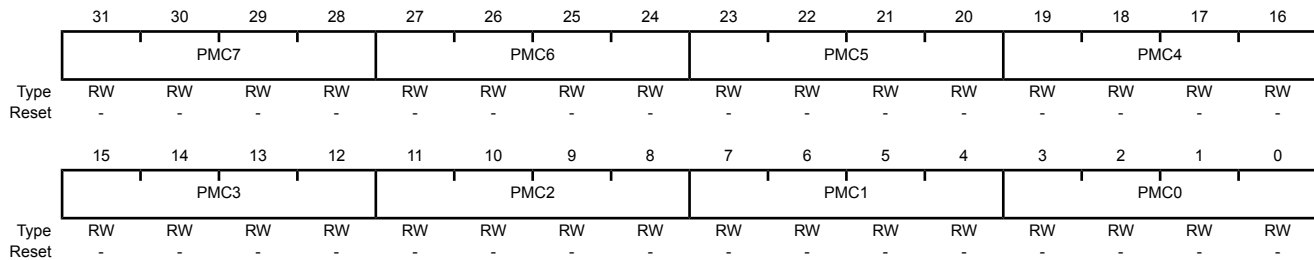 31 30 29 28 27 26 25 24 23 22 21 20 19 18 17 16
PMC7 PMC6 PMC5 PMC4
Type RW RW RW RW RW RW RW RW RW RW RW RW RW RW RW RW
Reset - - - - - - - - - - - - - - - -
15 14 13 12 11 10 9 8 7 6 5 4 3 2 1 0
PMC3 PMC2 PMC1 PMC0
Type RW RW RW RW RW RW RW RW RW RW RW RW RW RW RW RW
Reset - - - - - - - - - - - - - - - -